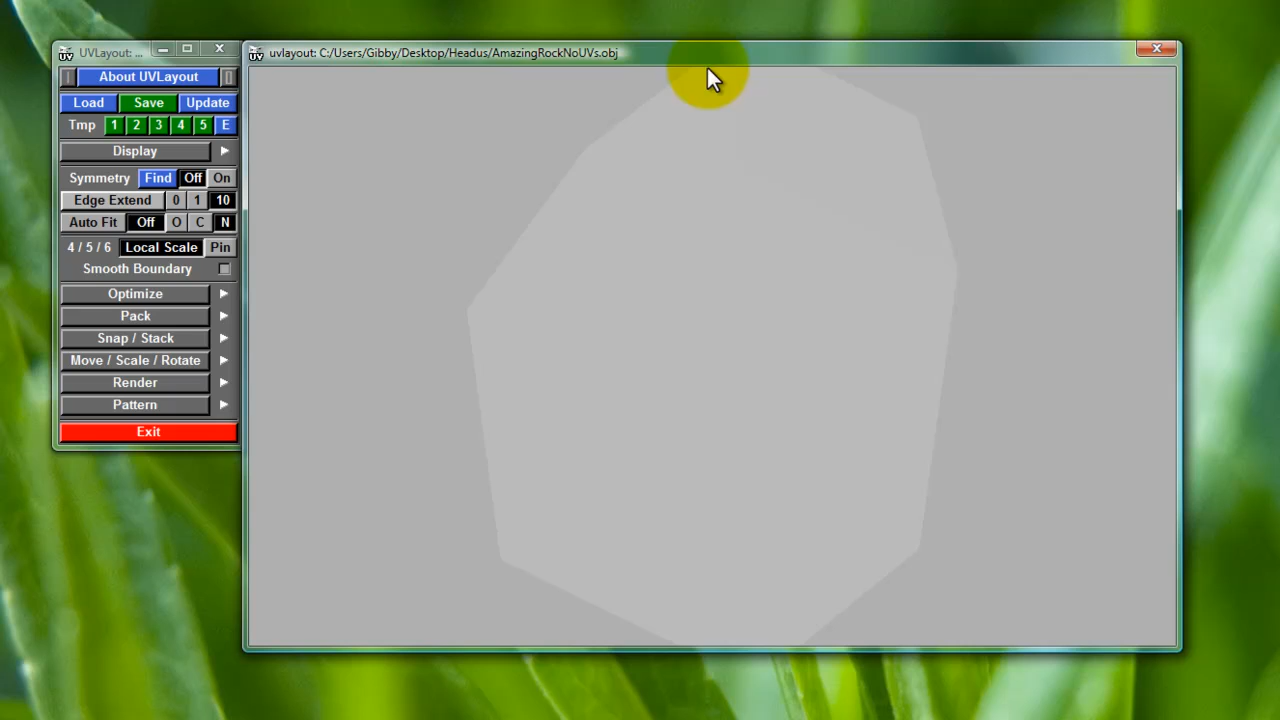 UVLayout: ...
uvlayout: C:/Users/Gibby/Desktop/Headus/AmazingRockNoUVs.obj
About UVLayout
Load Save Update
Tmp 1 2 3 4 5 E
Display
Symmetry Find Off On
Edge Extend 0 1 10
Auto Fit Off O C N
4 / 5 / 6 Local Scale Pin
Smooth Boundary
Optimize
Pack
Snap / Stack
Move / Scale / Rotate
Render
Pattern
Exit